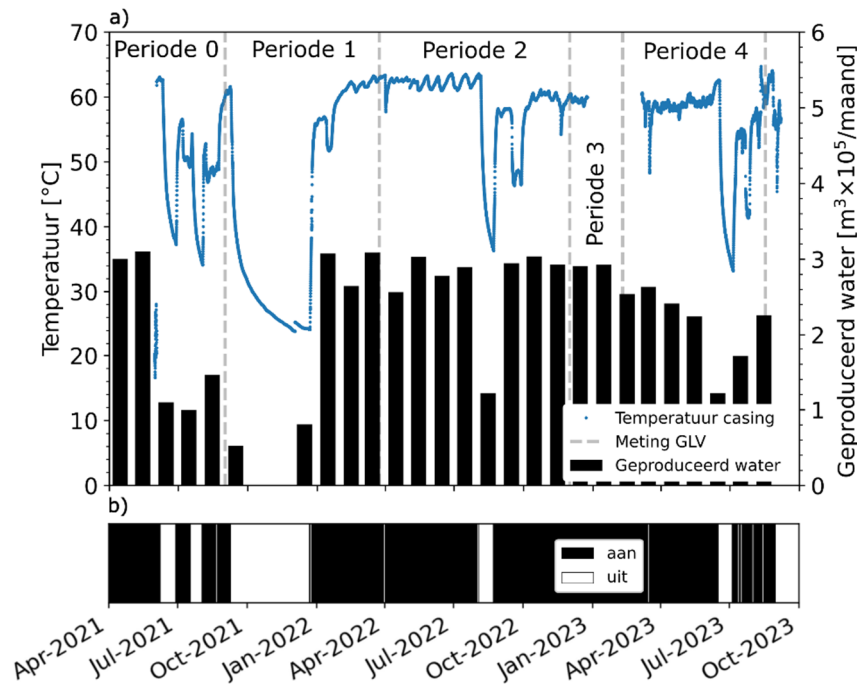 a)
70
60
50
40
30
20
10
0
Temperatuur [°C]
Periode 0
Periode 1
Periode 2
Periode 3
Periode 4
6
5
4
3
2
1
0
Geproduceerd water [m³×10⁵/maand]
Temperatuur casing
Meting GLV
Geproduceerd water
b)
aan
uit
Apr-2021
Jul-2021
Oct-2021
Jan-2022
Apr-2022
Jul-2022
Oct-2022
Jan-2023
Apr-2023
Jul-2023
Oct-2023